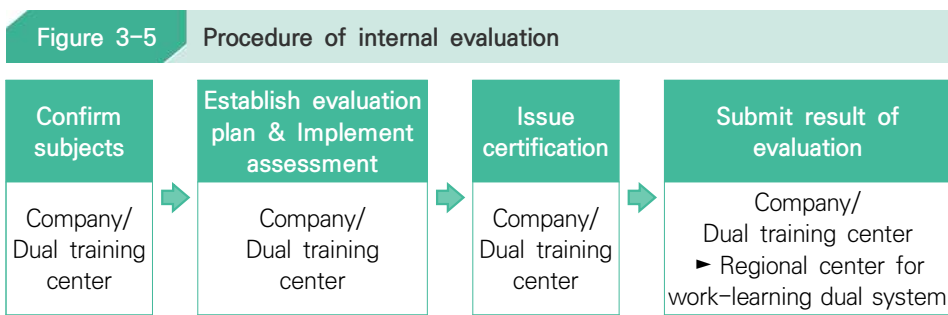 Figure 3-5 Procedure of internal evaluation
Confirm
subjects
Company/
Dual training
center
Establish evaluation
plan & Implement
assessment
Company/
Dual training
center
Issue
certification
Company/
Dual training
center
Submit result of
evaluation
Company/
Dual training center
► Regional center for
work-learning dual system